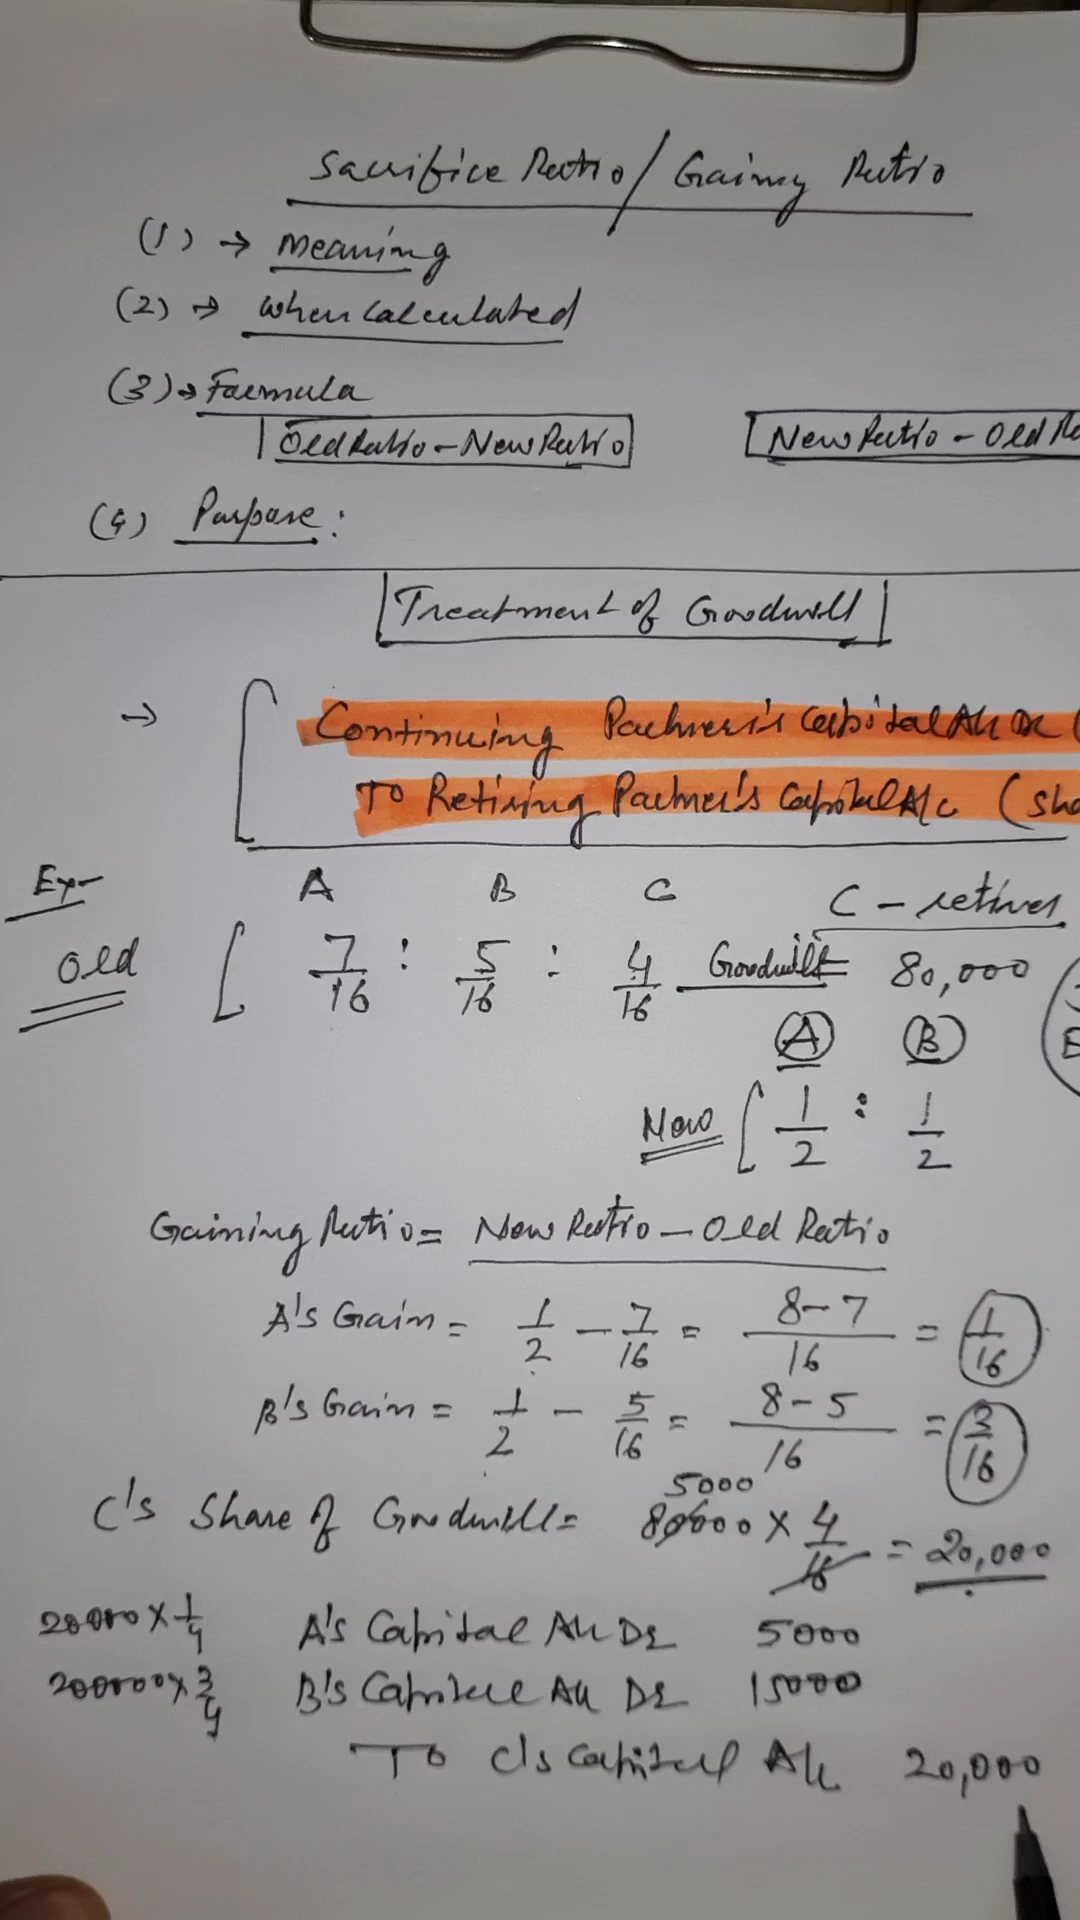 Sacrifice Ratio/Gaining Ratio
(1) → Meaning
(2) → When Calculated
(3) → Formula
Old Ratio - New Ratio
New Ratio - Old Ra
(4) Purpose:
Treatment of Goodwill
→ Continuing Partner's Capital A/c Dr (
To Retiring Partner's Capital A/c (sha
Ex- A B C C - retires
Old [ 7/16 : 5/16 : 4/16 Goodwill = 80,000
A B
New [ 1/2 : 1/2
Gaining Ratio = New Ratio - Old Ratio
A's Gain = 1/2 - 7/16 = 8-7/16 = 1/16
B's Gain = 1/2 - 5/16 = 8-5/16 = 3/16
5000
C's Share of Goodwill = 80000 × 4/16 = 20,000
20000 × 1/4 A's Capital A/c Dr 5000
200000 × 3/4 B's Capital A/c Dr 15000
To C's Capital A/c 20,000